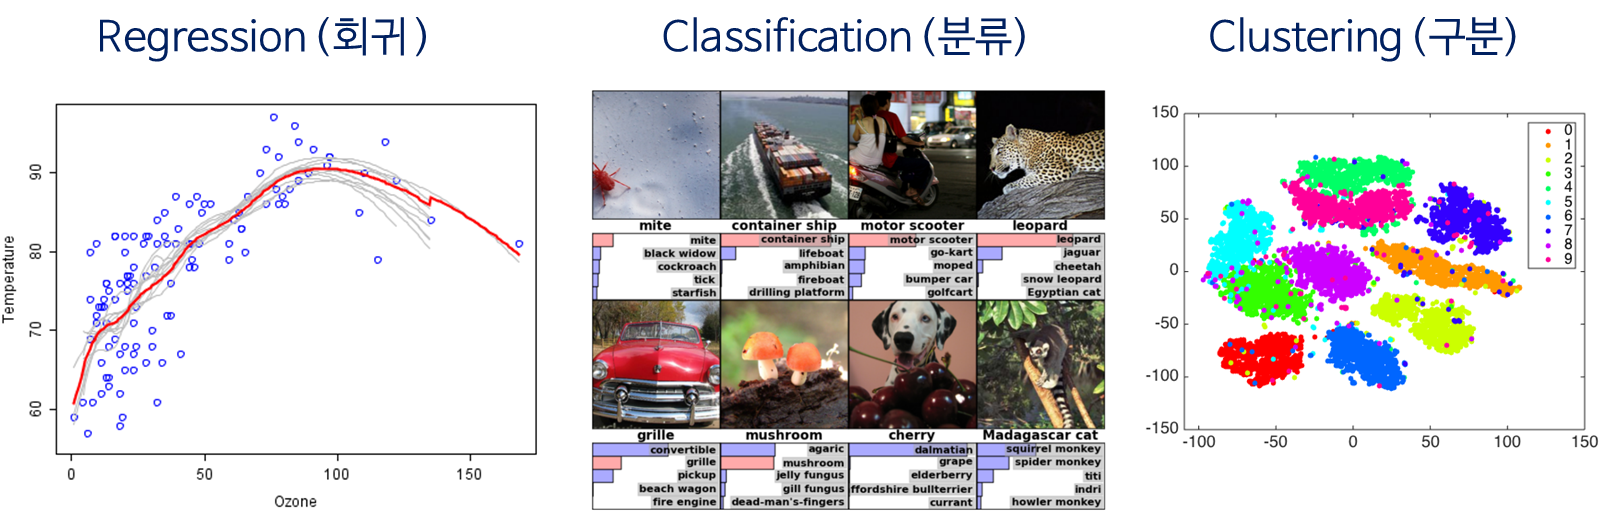 Regression (회귀)
Classification (분류)
Clustering (구분)
Temperature
90
80
70
60
0
50
100
150
Ozone
mite
container ship
motor scooter
leopard
mite
black widow
cockroach
tick
starfish
container ship
lifeboat
amphibian
fireboat
drilling platform
motor scooter
go-kart
moped
bumper car
golfcart
leopard
jaguar
cheetah
snow leopard
Egyptian cat
grille
mushroom
cherry
Madagascar cat
convertible
grille
pickup
beach wagon
fire engine
agaric
mushroom
jelly fungus
gill fungus
dead-man's-fingers
dalmatian
grape
elderberry
ffordshire bullterrier
currant
squirrel monkey
spider monkey
titi
indri
howler monkey
150
100
50
0
-50
-100
-150
-100
-50
0
50
100
150
0
1
2
3
4
5
6
7
8
9